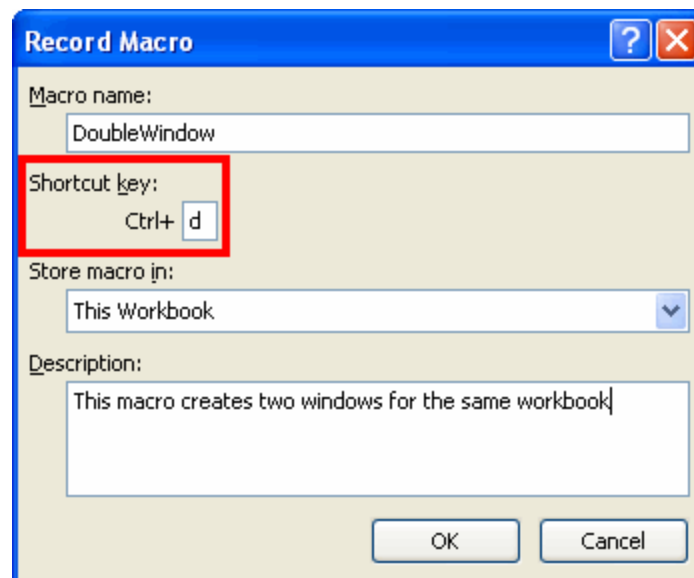 Record Macro
Macro name:
DoubleWindow
Shortcut key:
Ctrl+ d
Store macro in:
This Workbook
Description:
This macro creates two windows for the same workbook
OK Cancel